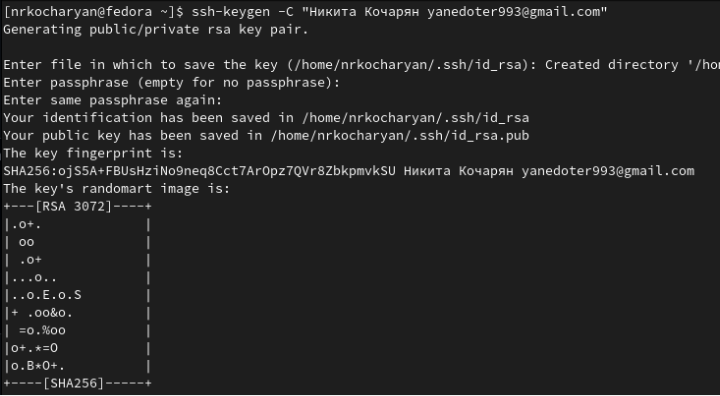 [nrkocharyan@fedora ~]$ ssh-keygen -C "Никита Кочарян yanedoter993@gmail.com"
Generating public/private rsa key pair.
Enter file in which to save the key (/home/nrkocharyan/.ssh/id_rsa): Created directory '/ho
Enter passphrase (empty for no passphrase):
Enter same passphrase again:
Your identification has been saved in /home/nrkocharyan/.ssh/id_rsa
Your public key has been saved in /home/nrkocharyan/.ssh/id_rsa.pub
The key fingerprint is:
SHA256:ojS5A+FBUsHziNo9neq8Cct7ArOpz7QVr8ZbkpmvkSU Никита Кочарян yanedoter993@gmail.com
The key's randomart image is:
+---[RSA 3072]----+
|.o+.             |
| oo              |
| .o+             |
|...o..           |
|..o.E.o.S        |
|+ .oo&o.         |
| =o.%oo          |
|o+.*=O           |
|o.B*O+.          |
+----[SHA256]-----+